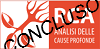 CONCLUSO
RCA
ANALISI DELLE
CAUSE PROFONDE